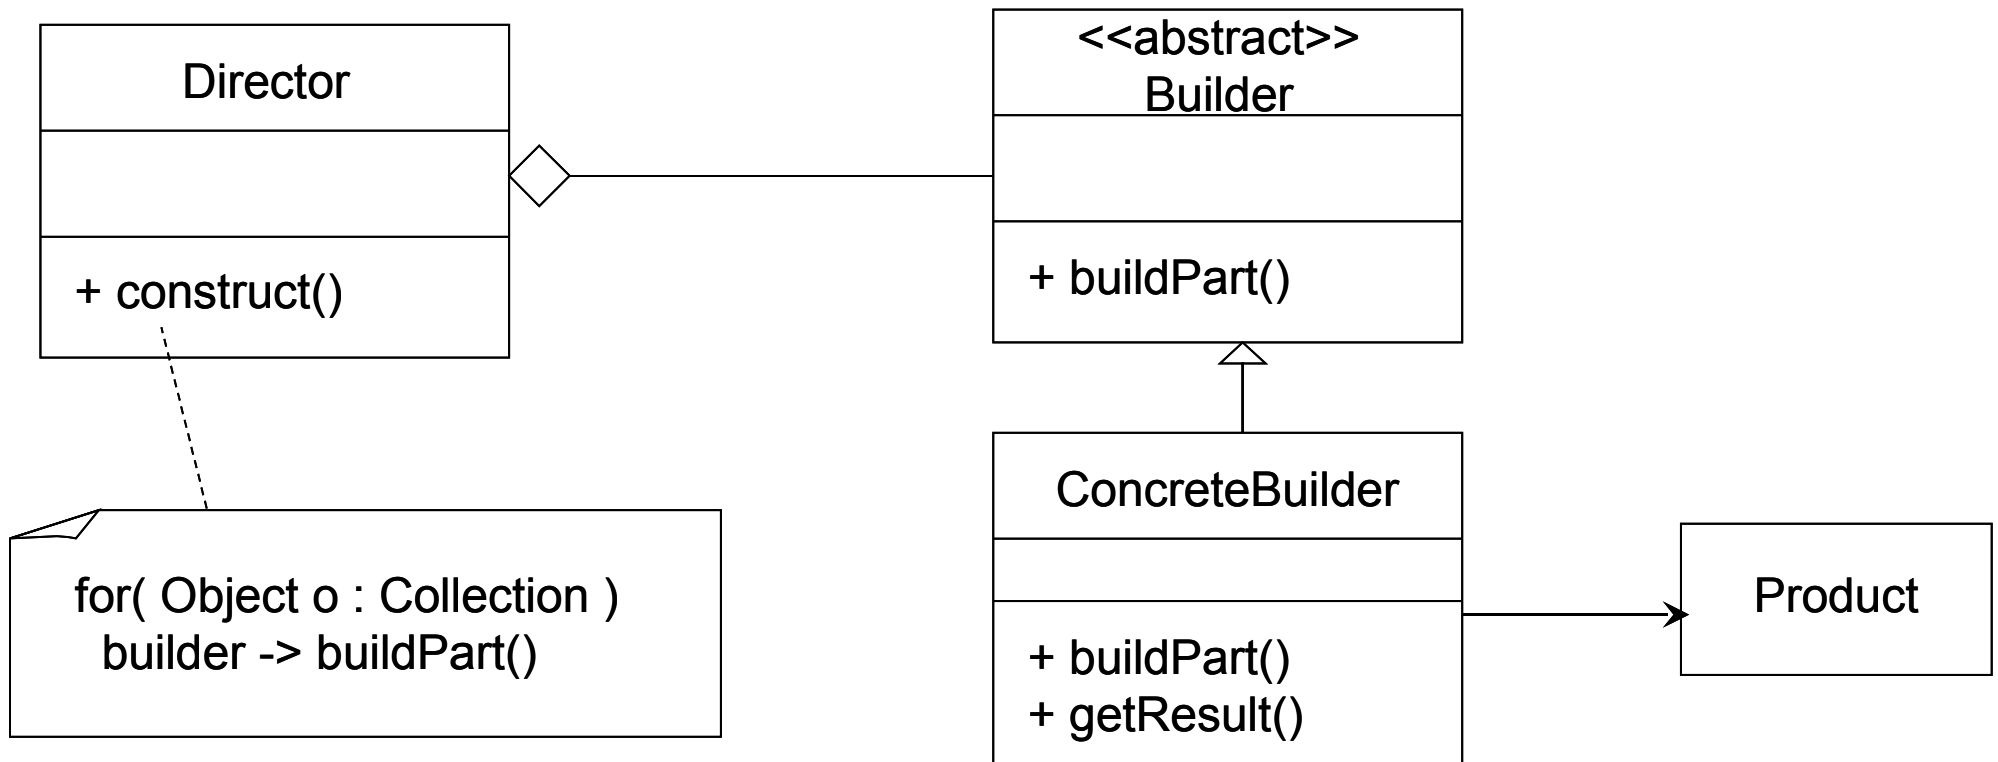 Director
+ construct()
for( Object o : Collection )
builder -> buildPart()
<<abstract>>
Builder
+ buildPart()
ConcreteBuilder
+ buildPart()
+ getResult()
Product